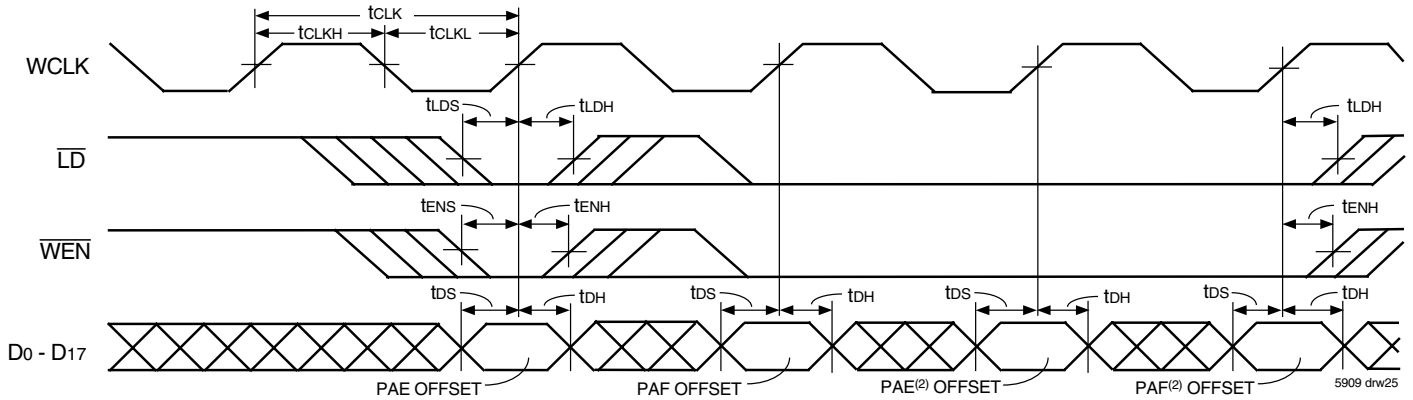 tCLK
tCLKH tCLKL
WCLK
tLDS tLDH tLDH
LD
tENS tENH tENH
WEN
tDS tDH tDS tDH tDS tDH tDS tDH
D0 - D17
PAE OFFSET PAF OFFSET PAE(2) OFFSET PAF(2) OFFSET
5909 drw25